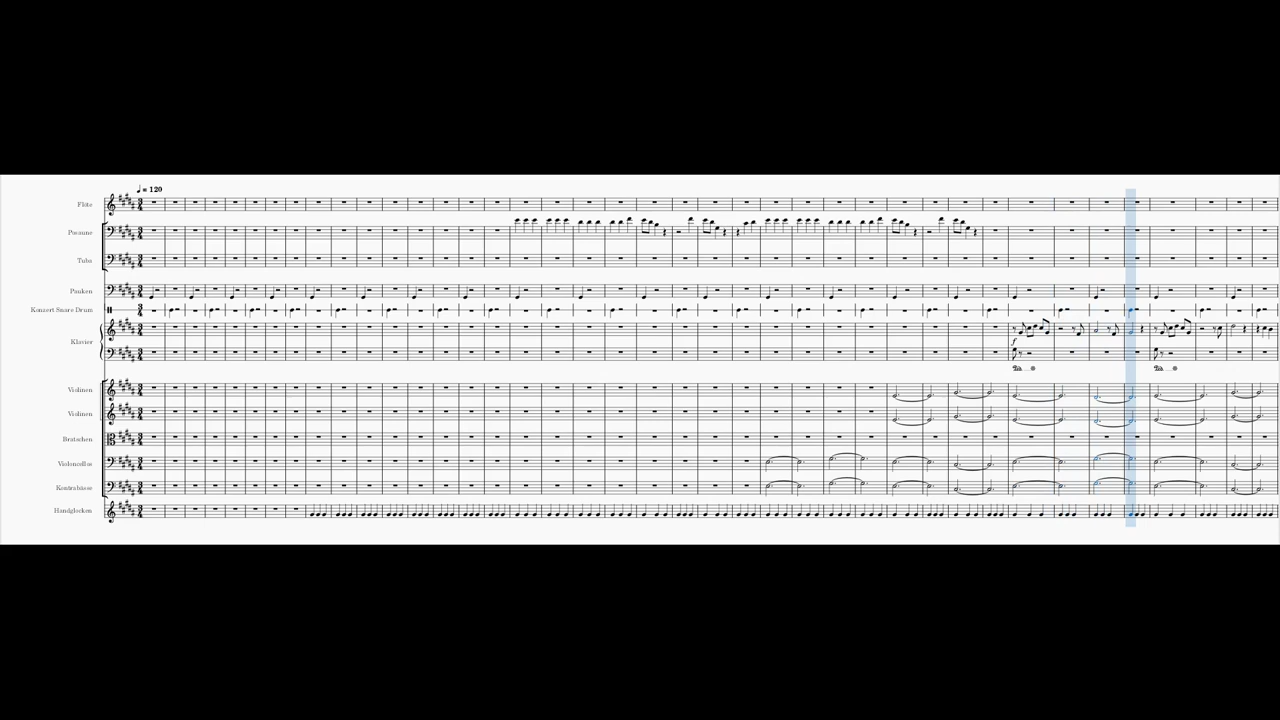 ♩ = 120
Flöte
Posaune
Tuba
Pauken
Konzert Snare Drum
Klavier
Violinen
Violinen
Bratschen
Violoncellos
Kontrabässe
Handglocken